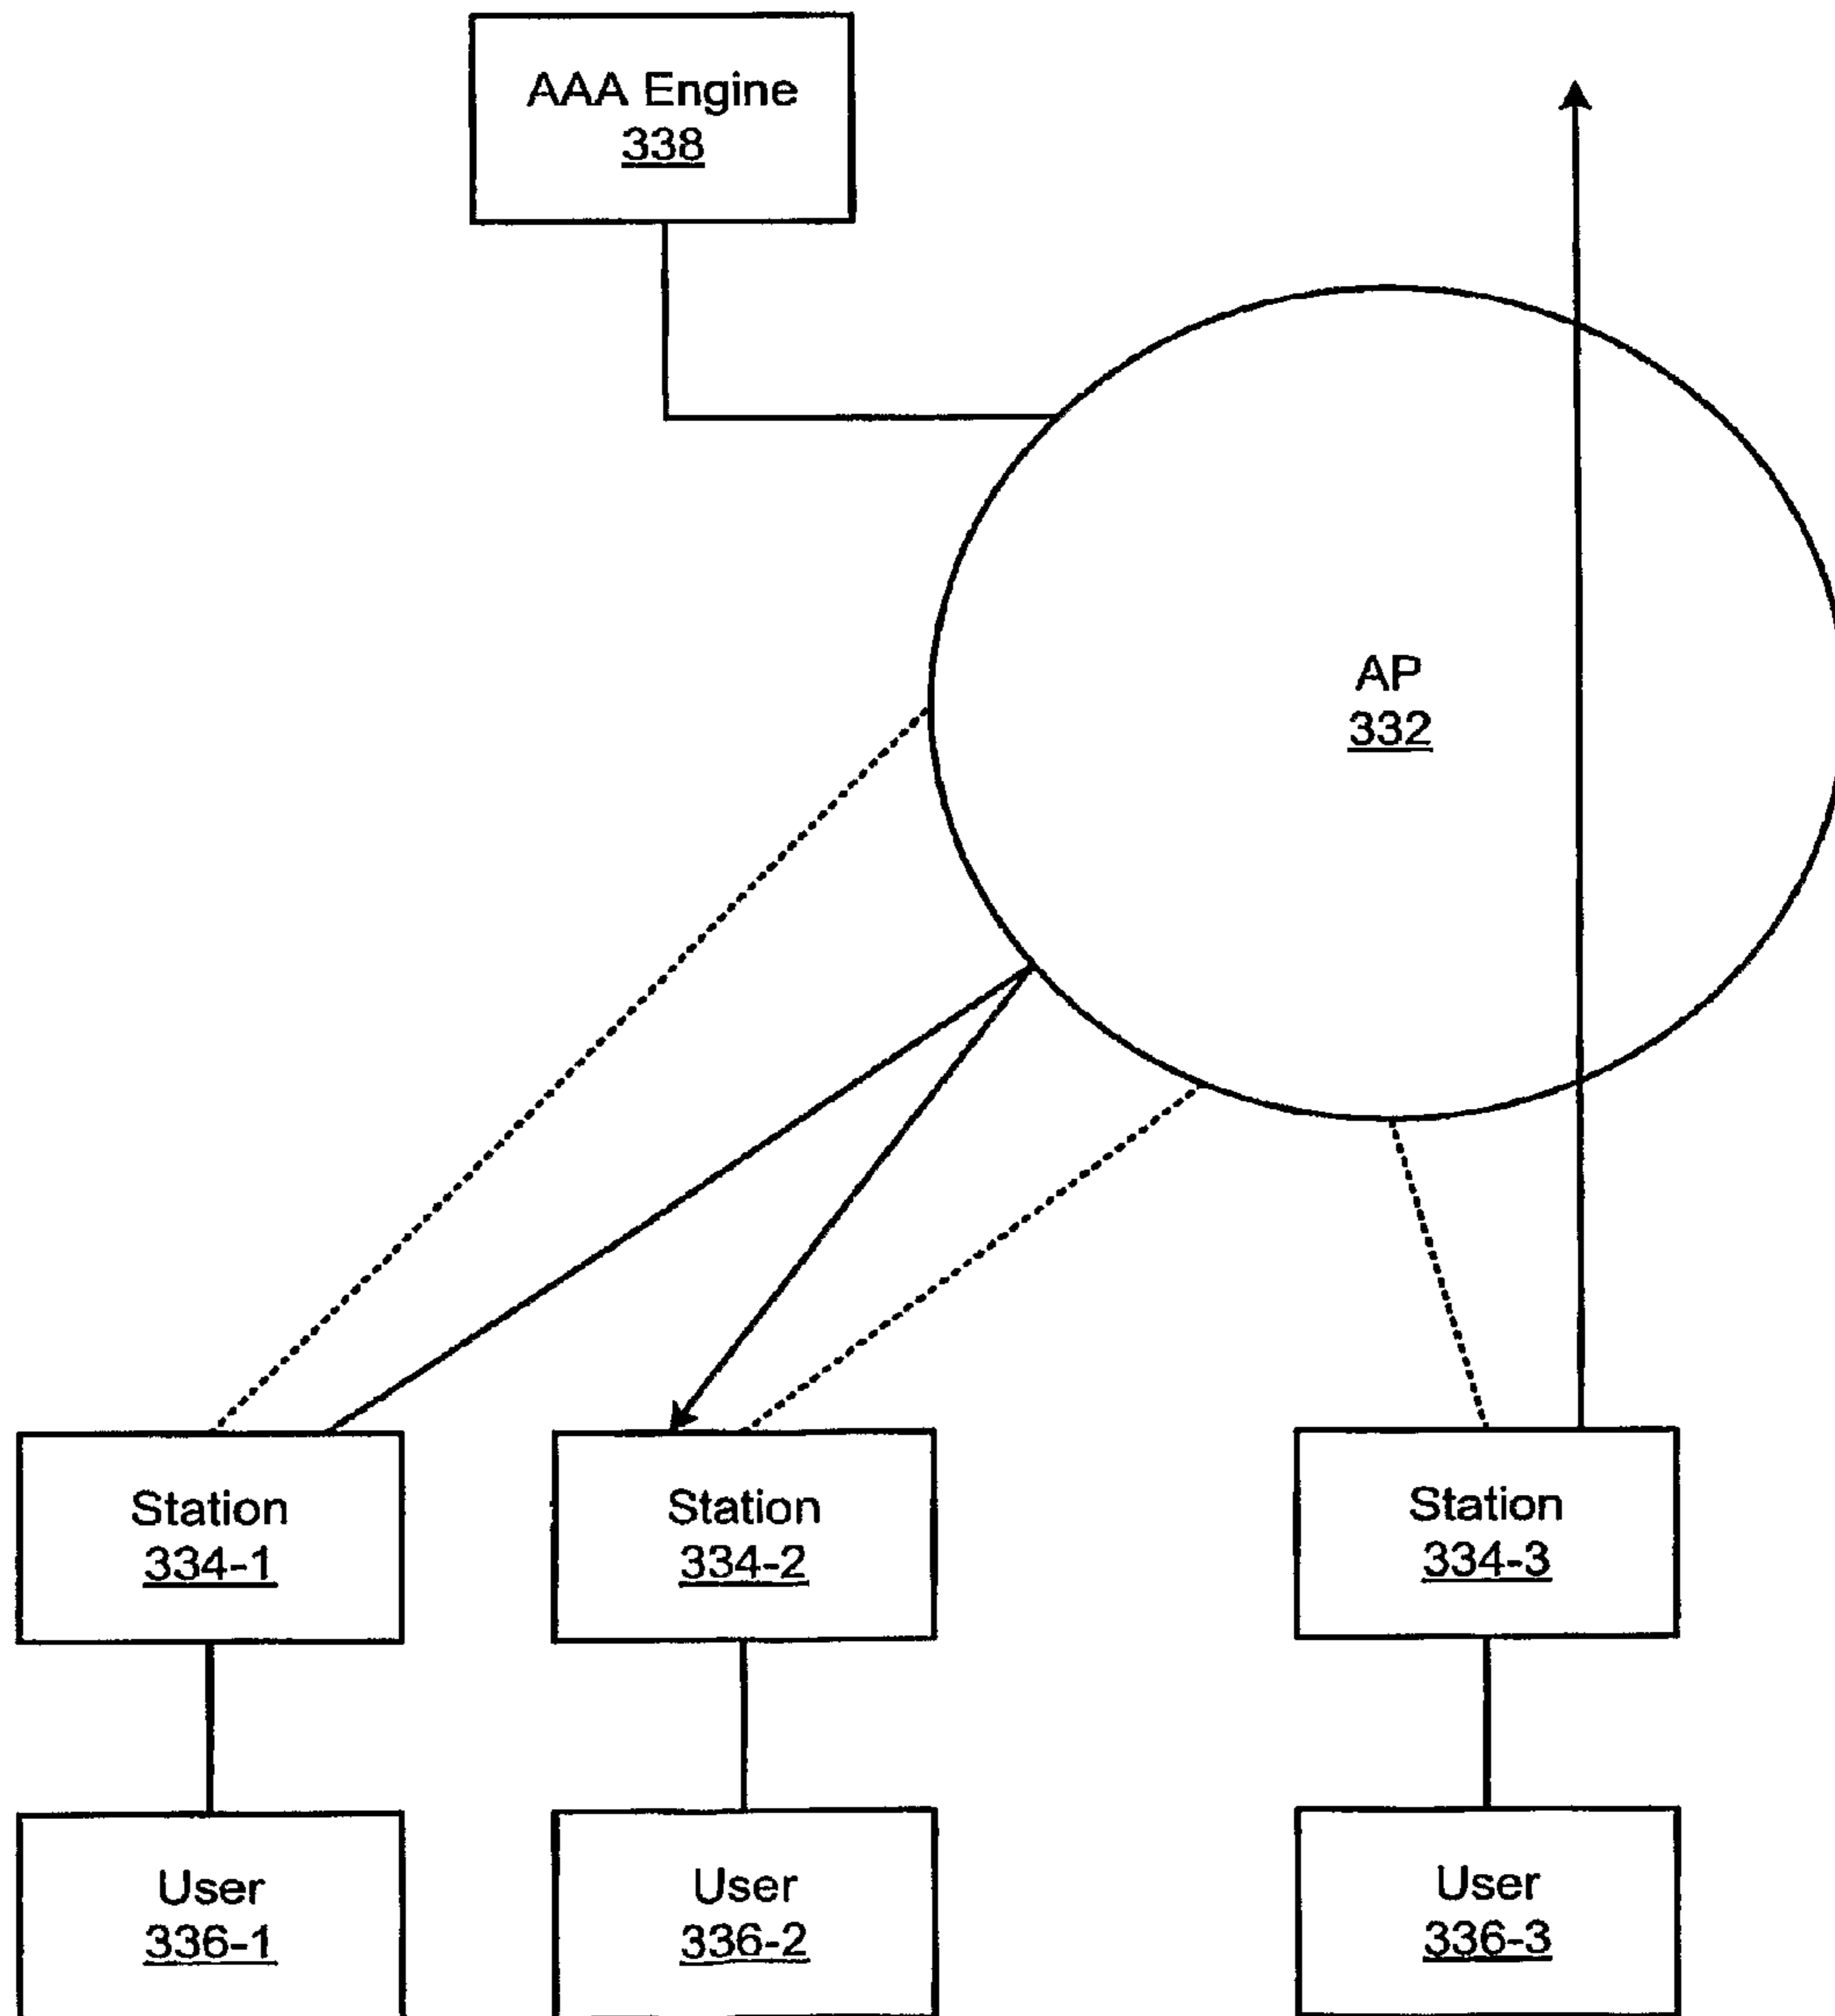 AAA Engine
338
AP
332
Station
334-1
Station
334-2
Station
334-3
User
336-1
User
336-2
User
336-3